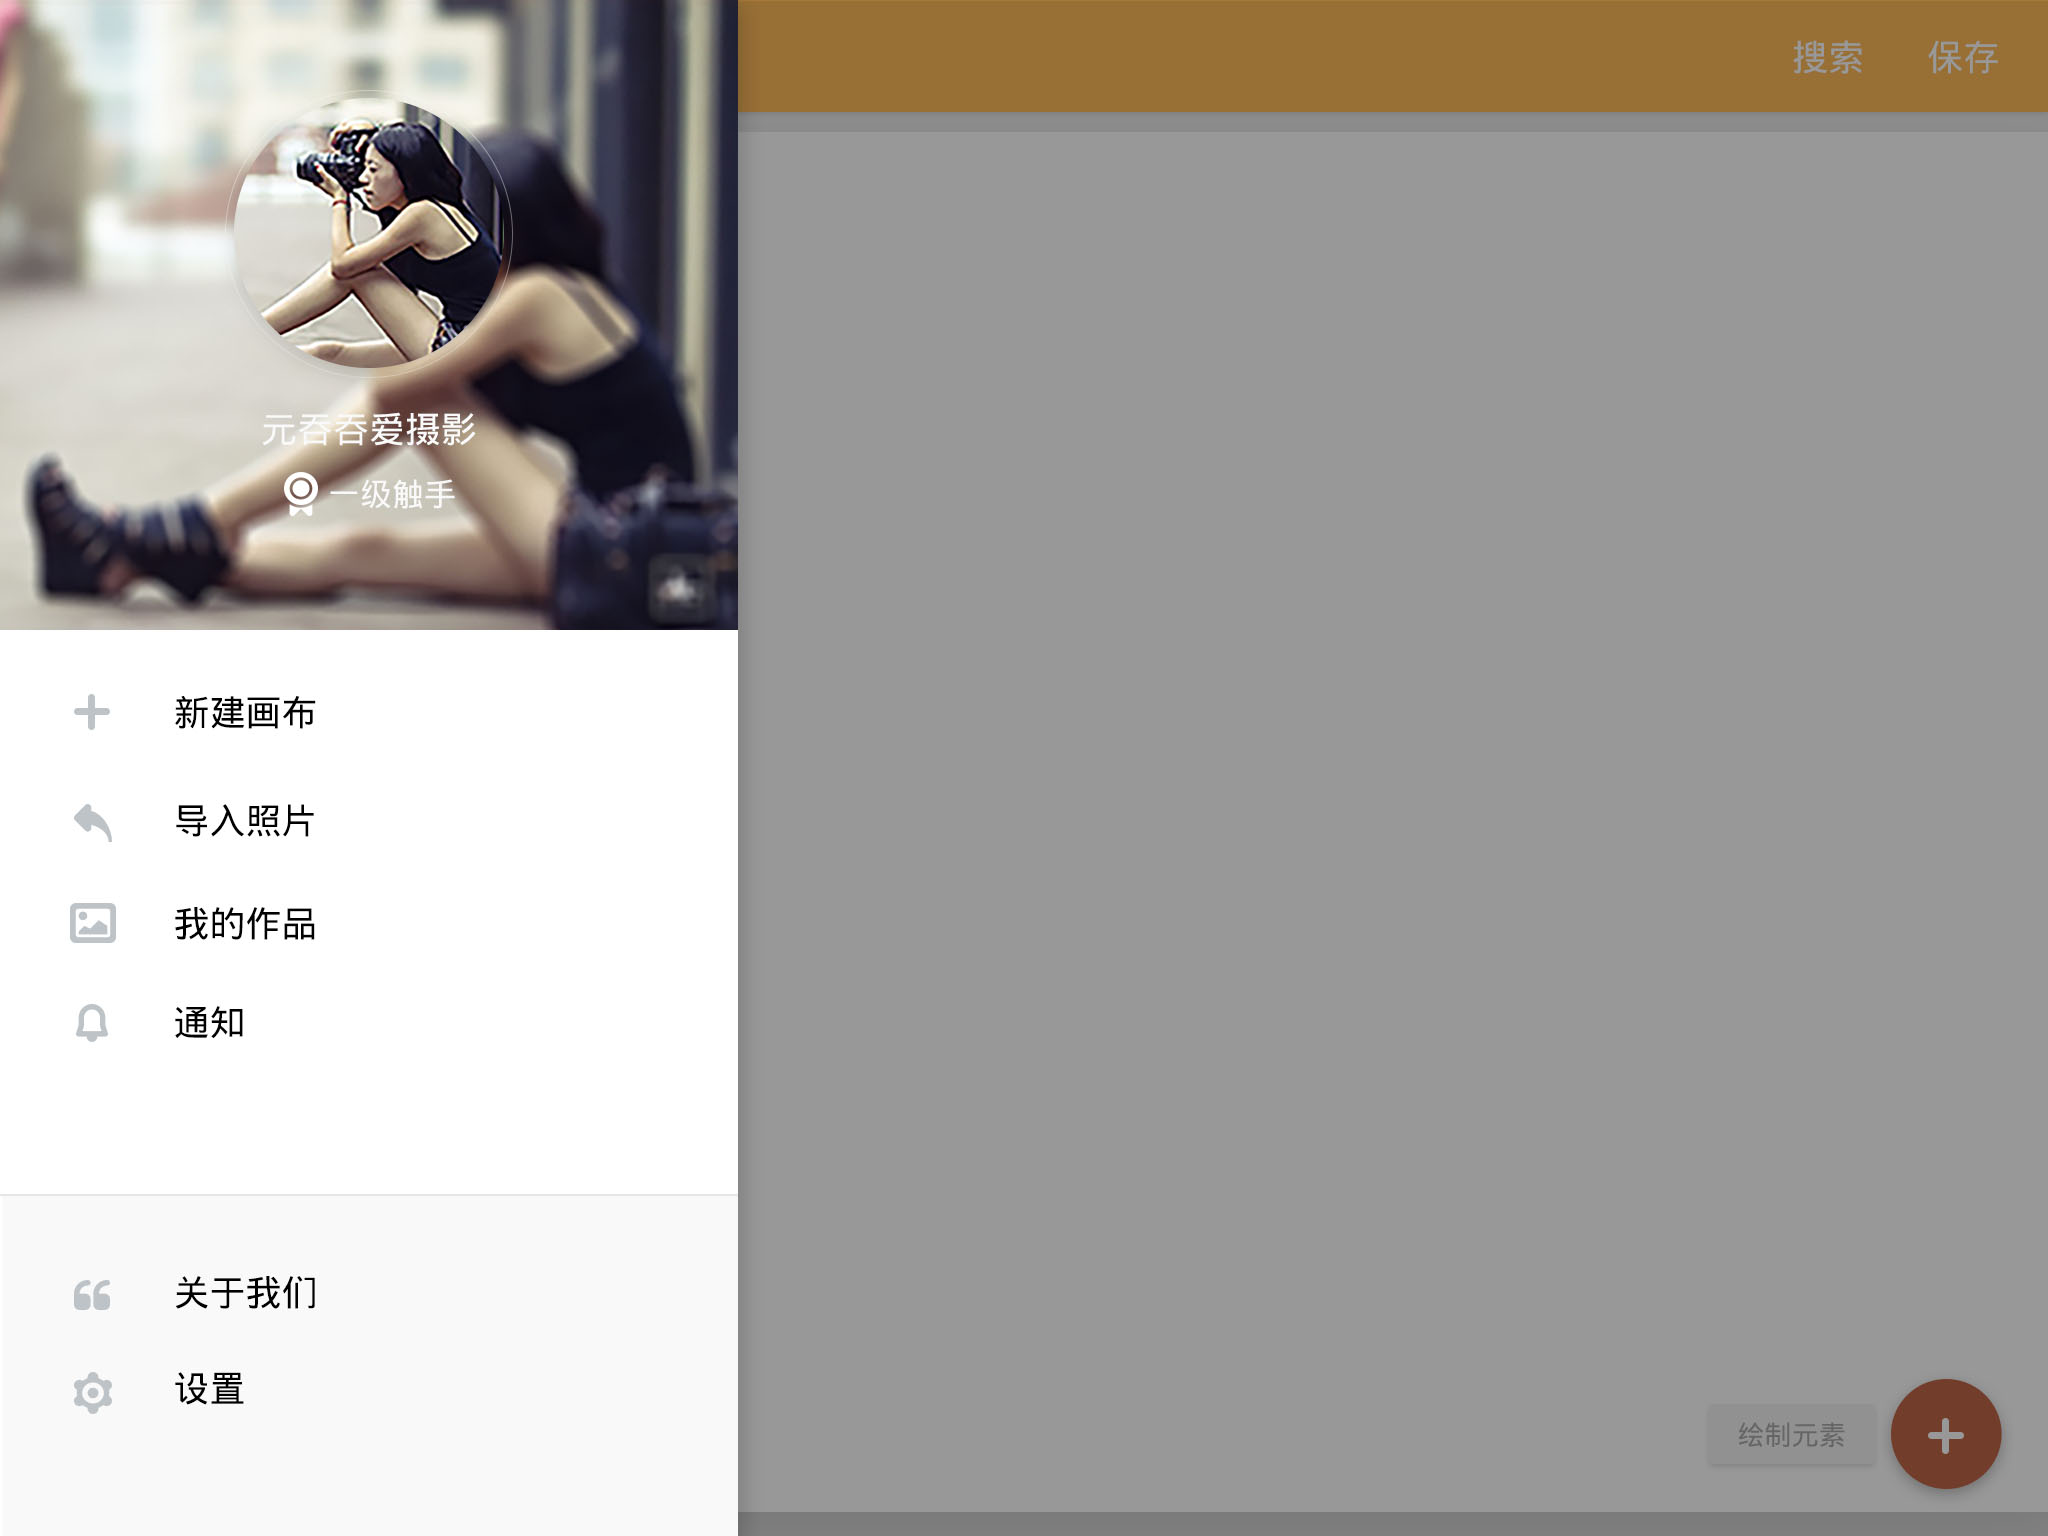 搜索 保存
元吞吞爱摄影
一级触手
新建画布
导入照片
我的作品
通知
关于我们
设置
绘制元素